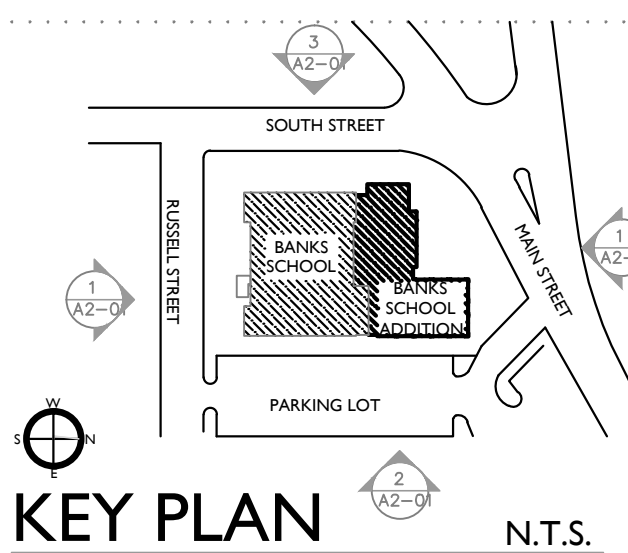 3
A2-01
SOUTH STREET
RUSSELL STREET
BANKS
SCHOOL
MAIN STREET
1
A2-
1
A2-01
BANKS
SCHOOL
ADDITION
PARKING LOT
W
S
N
E
2
A2-01
KEY PLAN
N.T.S.